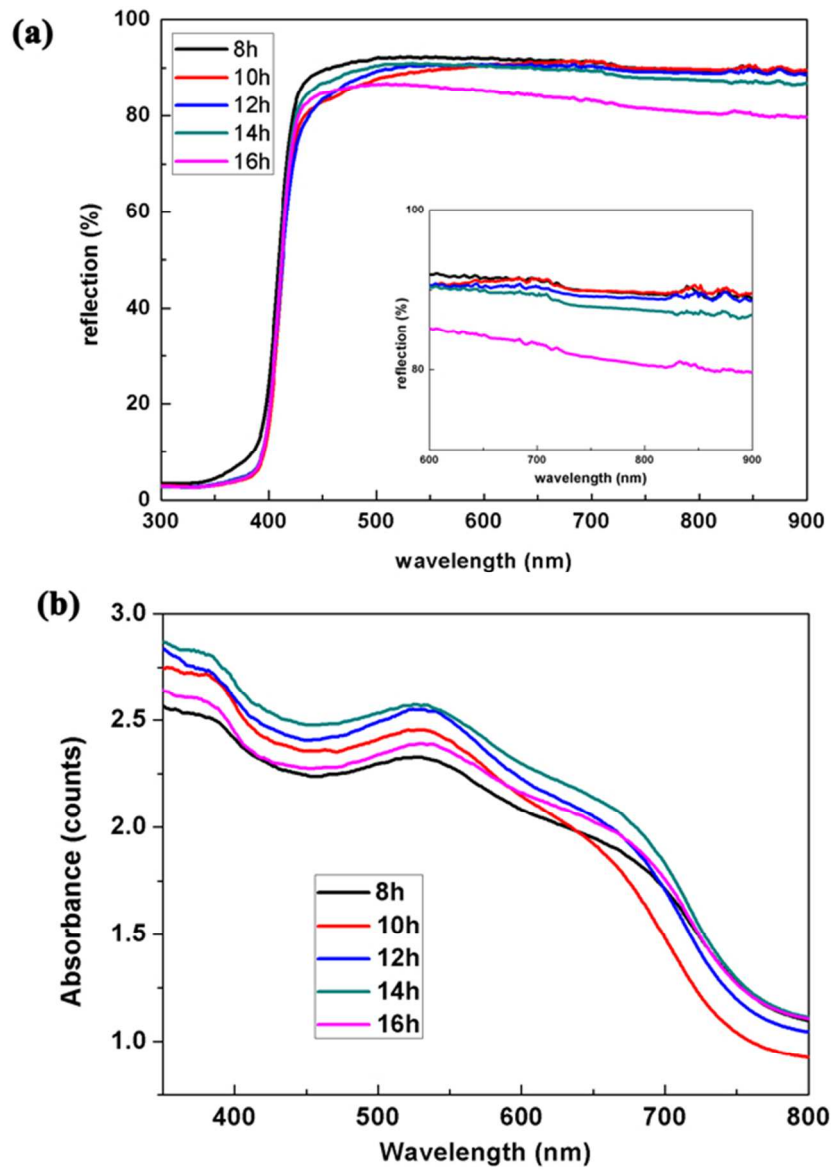 (a)
8h
10h
12h
14h
16h
100
80
60
40
20
0
reflection (%)
300 400 500 600 700 800 900
wavelength (nm)
100
80
reflection (%)
600 700 800 900
wavelength (nm)
(b)
3.0
2.5
2.0
1.5
1.0
Absorbance (counts)
8h
10h
12h
14h
16h
400 500 600 700 800
Wavelength (nm)